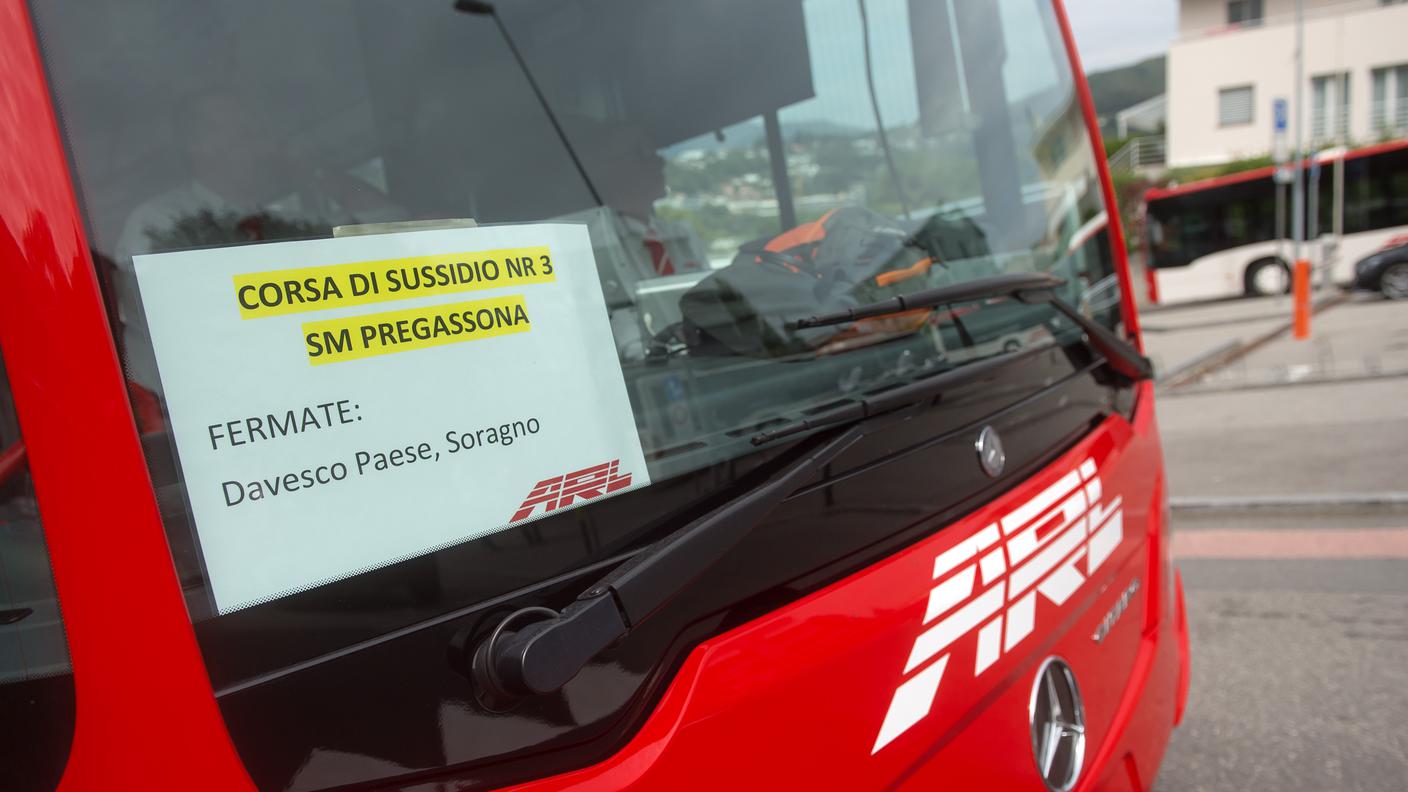 CORSA DI SUSSIDIO NR 3
SM PREGASSONA
FERMATE:
Davesco Paese, Soragno
ARL
ARL